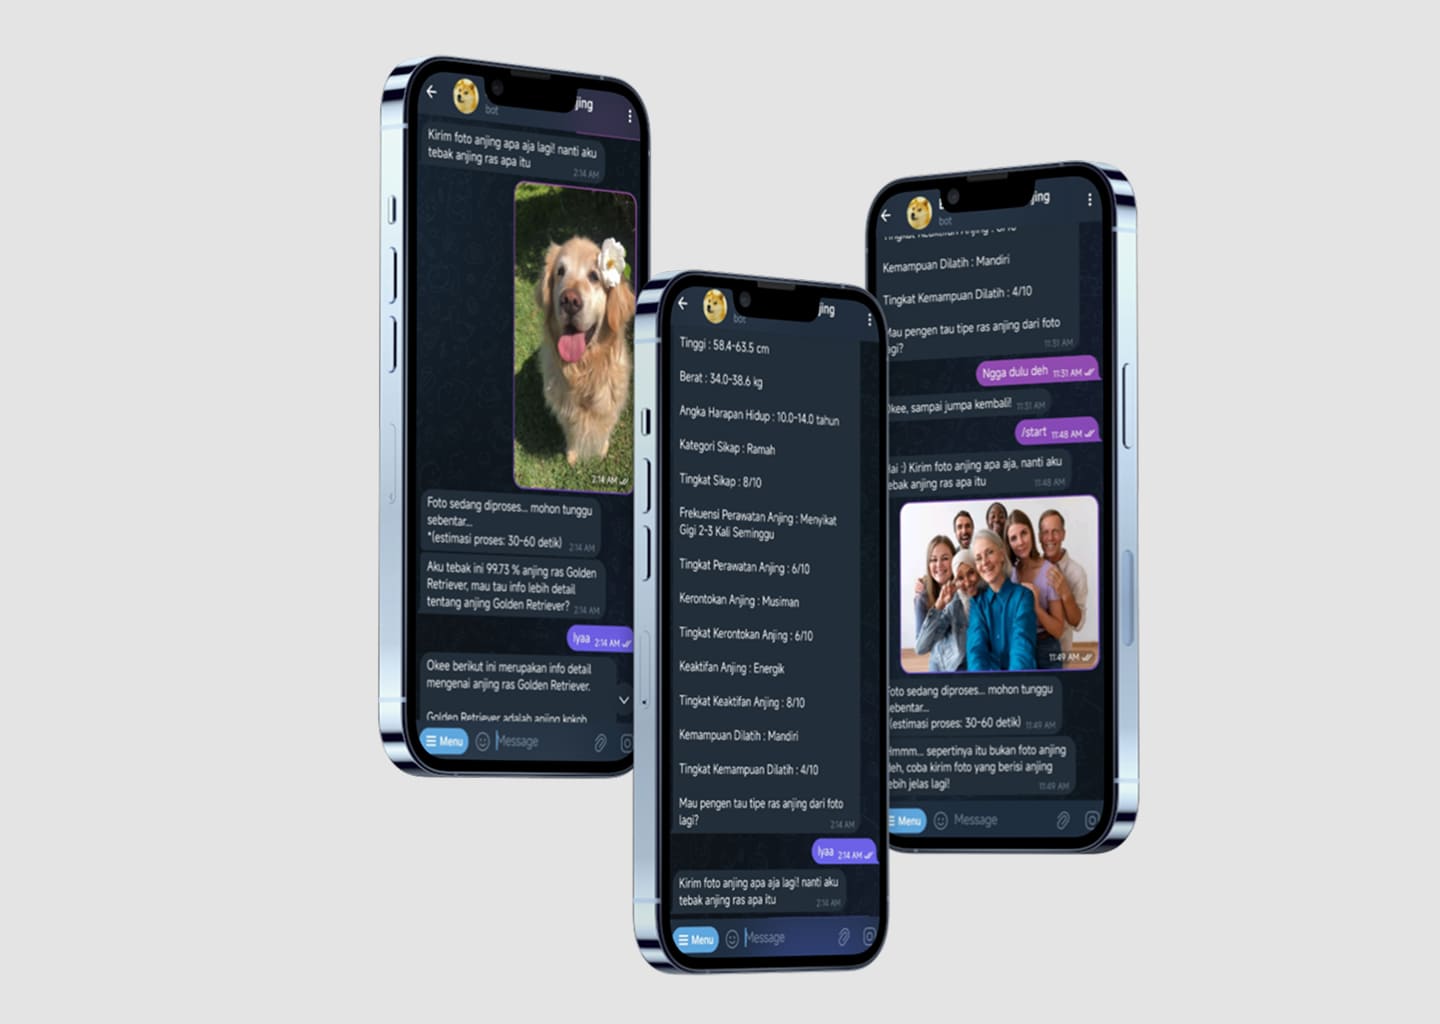 jing
bot
Kirim foto anjing apa aja lagi! nanti aku
tebak anjing ras apa itu
2:14 AM
2:14 AM
Foto sedang diproses... mohon tunggu
sebentar...
*(estimasi proses: 30-60 detik) 2:14 AM
Aku tebak ini 99.73 % anjing ras Golden
Retriever, mau tau info lebih detail
tentang anjing Golden Retriever? 2:14 AM
Iyaa 2:14 AM
Okee berikut ini merupakan info detail
mengenai anjing ras Golden Retriever.
Golden Retriever adalah anjing kokoh
Menu Message
jing
bot
Tinggi : 58.4-63.5 cm
Berat : 34.0-38.6 kg
Angka Harapan Hidup : 10.0-14.0 tahun
Kategori Sikap : Ramah
Tingkat Sikap : 8/10
Frekuensi Perawatan Anjing : Menyikat
Gigi 2-3 Kali Seminggu
Tingkat Perawatan Anjing : 6/10
Kerontokan Anjing : Musiman
Tingkat Kerontokan Anjing : 6/10
Keaktifan Anjing : Energik
Tingkat Keaktifan Anjing : 8/10
Kemampuan Dilatih : Mandiri
Tingkat Kemampuan Dilatih : 4/10
Mau pengen tau tipe ras anjing dari foto
lagi? 2:14 AM
Iyaa 2:14 AM
Kirim foto anjing apa aja lagi! nanti aku
tebak anjing ras apa itu 2:14 AM
Menu Message
jing
bot
Tingkat Keaktifan Anjing : 8/10
Kemampuan Dilatih : Mandiri
Tingkat Kemampuan Dilatih : 4/10
Mau pengen tau tipe ras anjing dari foto
agi? 11:31 AM
Ngga dulu deh 11:31 AM
Okee, sampai jumpa kembali! 11:31 AM
/start 11:48 AM
Hai :) Kirim foto anjing apa aja, nanti aku
ebak anjing ras apa itu 11:48 AM
11:49 AM
Foto sedang diproses... mohon tunggu
ebentar...
(estimasi proses: 30-60 detik) 11:49 AM
Hmmm... sepertinya itu bukan foto anjing
deh, coba kirim foto yang berisi anjing
ebih jelas lagi! 11:49 AM
Menu Message